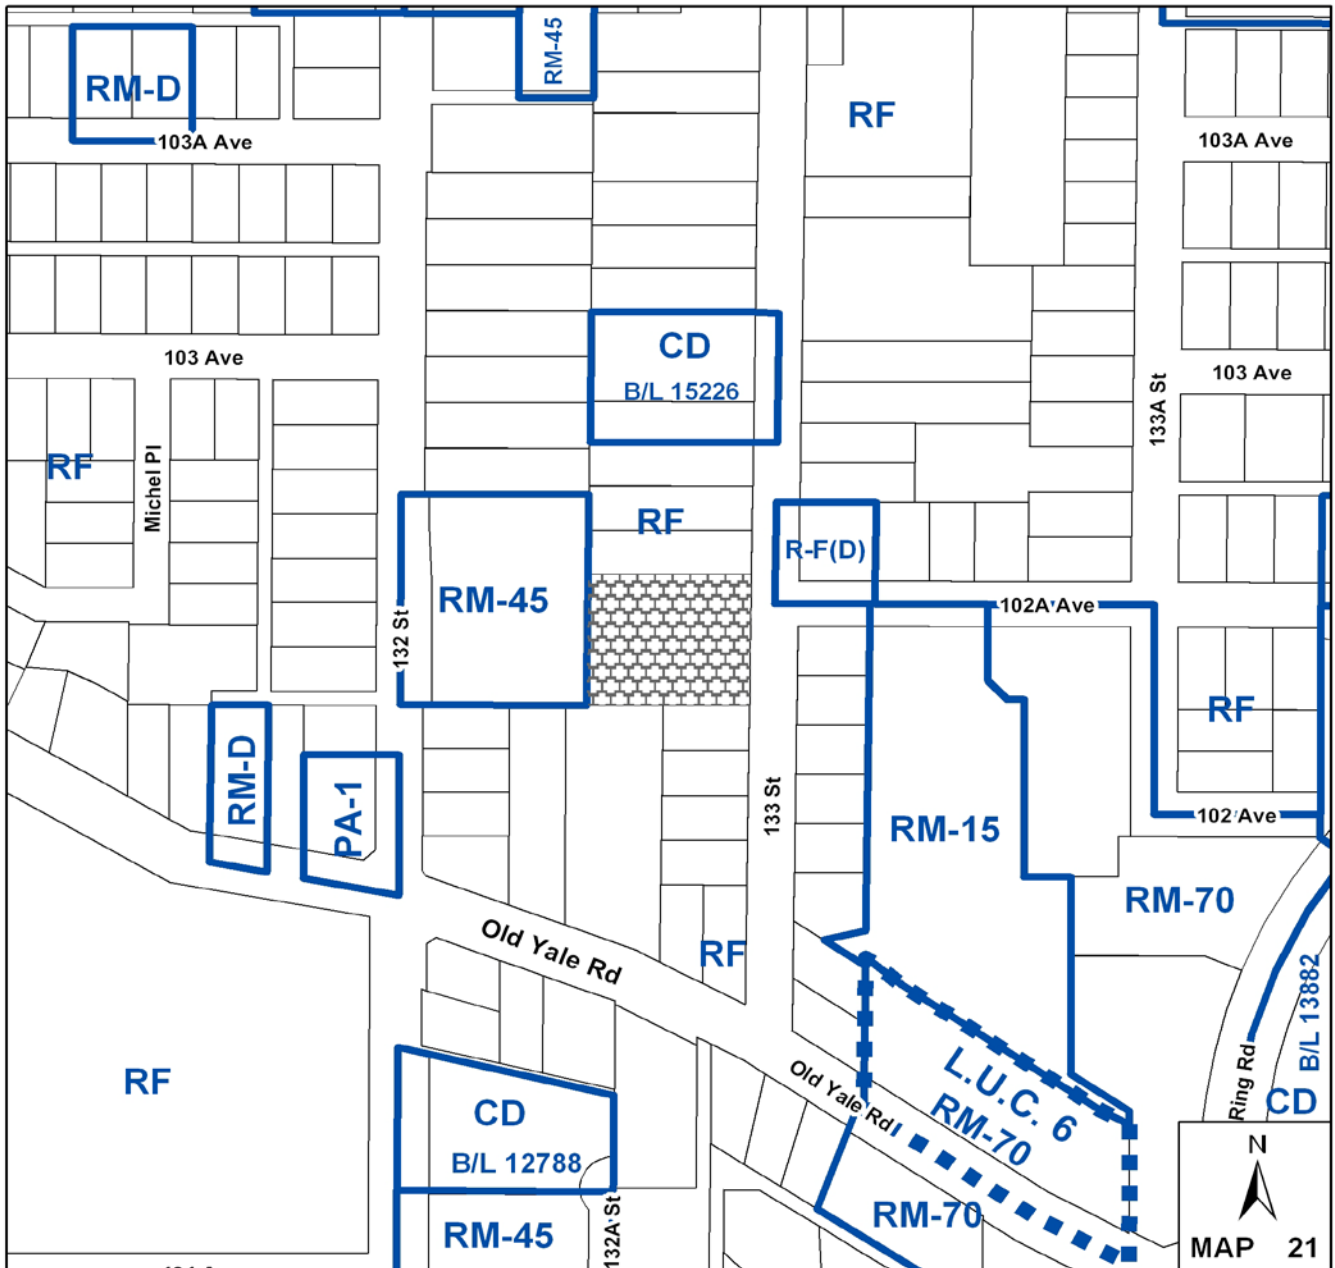 RM-45
RM-D
RF
103A Ave
103A Ave
CD
B/L 15226
103 Ave
103 Ave
133A St
RF
Michel Pl
RF
R-F(D)
RM-45
132 St
102A Ave
RF
RM-D
PA-1
133 St
RM-15
102 Ave
RM-70
Old Yale Rd
RF
B/L 13882
CD
Ring Rd
RF
Old Yale Rd
L.U.C. 6
RM-70
CD
B/L 12788
RM-45
132A St
RM-70
N
MAP 21